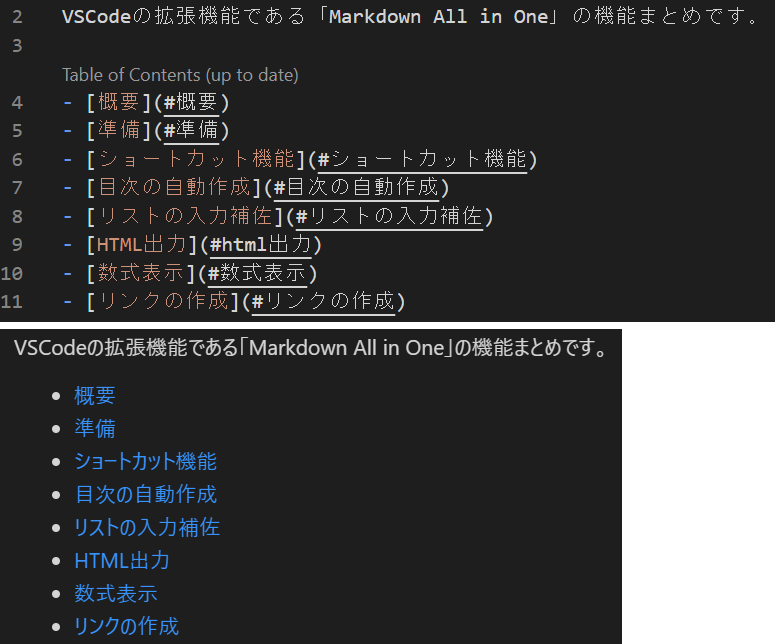 2 VSCodeの拡張機能である「Markdown All in One」の機能まとめです。
3
Table of Contents (up to date)
4 - [概要](#概要)
5 - [準備](#準備)
6 - [ショートカット機能](#ショートカット機能)
7 - [目次の自動作成](#目次の自動作成)
8 - [リストの入力補佐](#リストの入力補佐)
9 - [HTML出力](#html出力)
10 - [数式表示](#数式表示)
11 - [リンクの作成](#リンクの作成)
VSCodeの拡張機能である「Markdown All in One」の機能まとめです。
• 概要
• 準備
• ショートカット機能
• 目次の自動作成
• リストの入力補佐
• HTML出力
• 数式表示
• リンクの作成